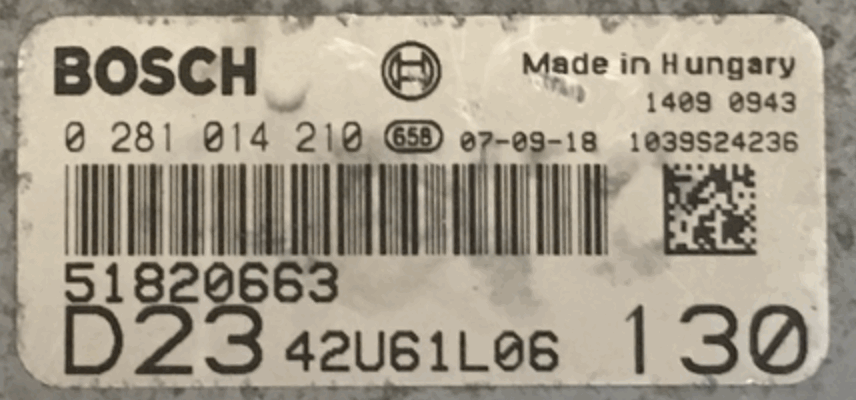 BOSCH H Made in Hungary
1409 0943
0 281 014 210 658 07-09-18 1039S24236
51820663
D23 42U61L06 130